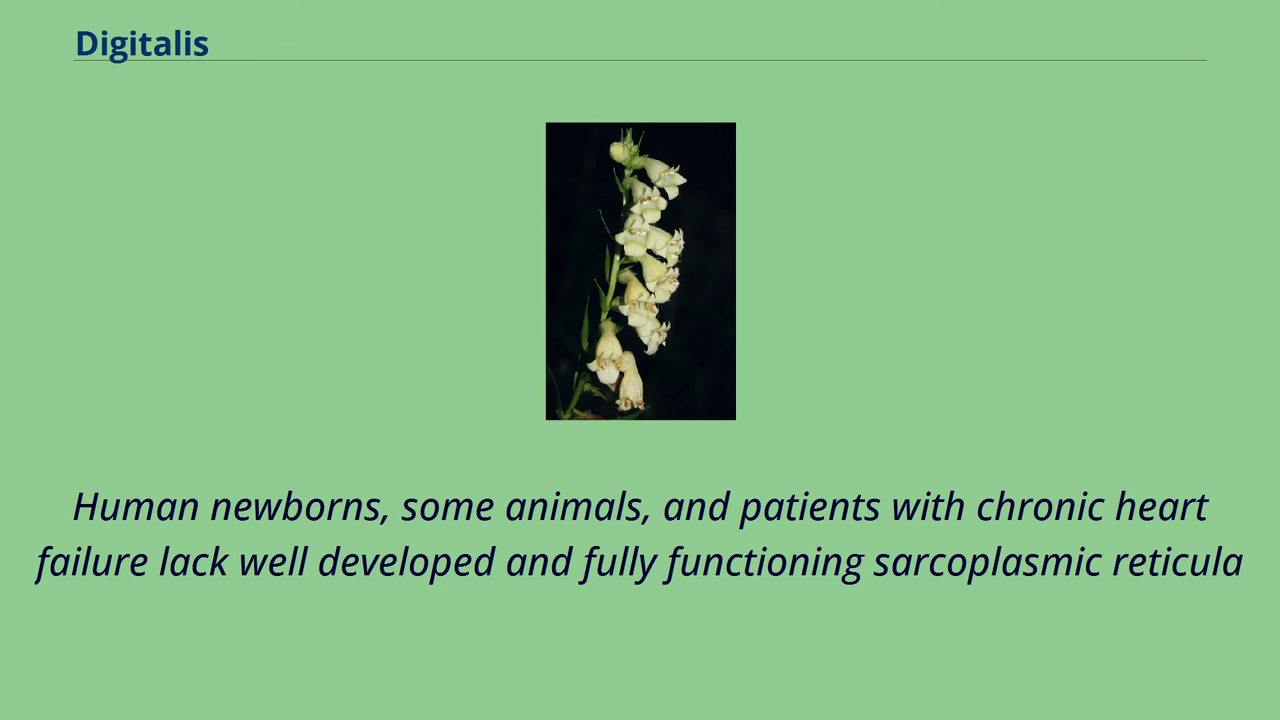 Digitalis
Human newborns, some animals, and patients with chronic heart
failure lack well developed and fully functioning sarcoplasmic reticula